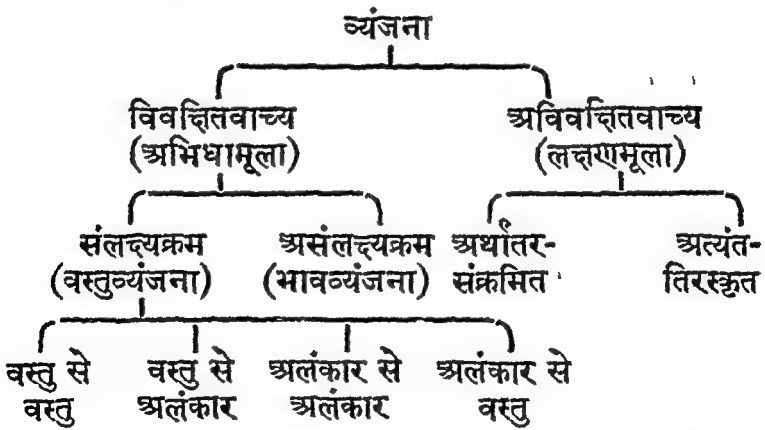 व्यंजना
विवक्षितवाच्य
(अभिधामूला)
अविवक्षितवाच्य
(लक्षणमूला)
संलक्ष्यक्रम
(वस्तुव्यंजना)
असंलक्ष्यक्रम
(भावव्यंजना)
अर्थांतर-
संक्रमित
अत्यंत-
तिरस्कृत
वस्तु से
वस्तु
वस्तु से
अलंकार
अलंकार से
अलंकार
अलंकार से
वस्तु